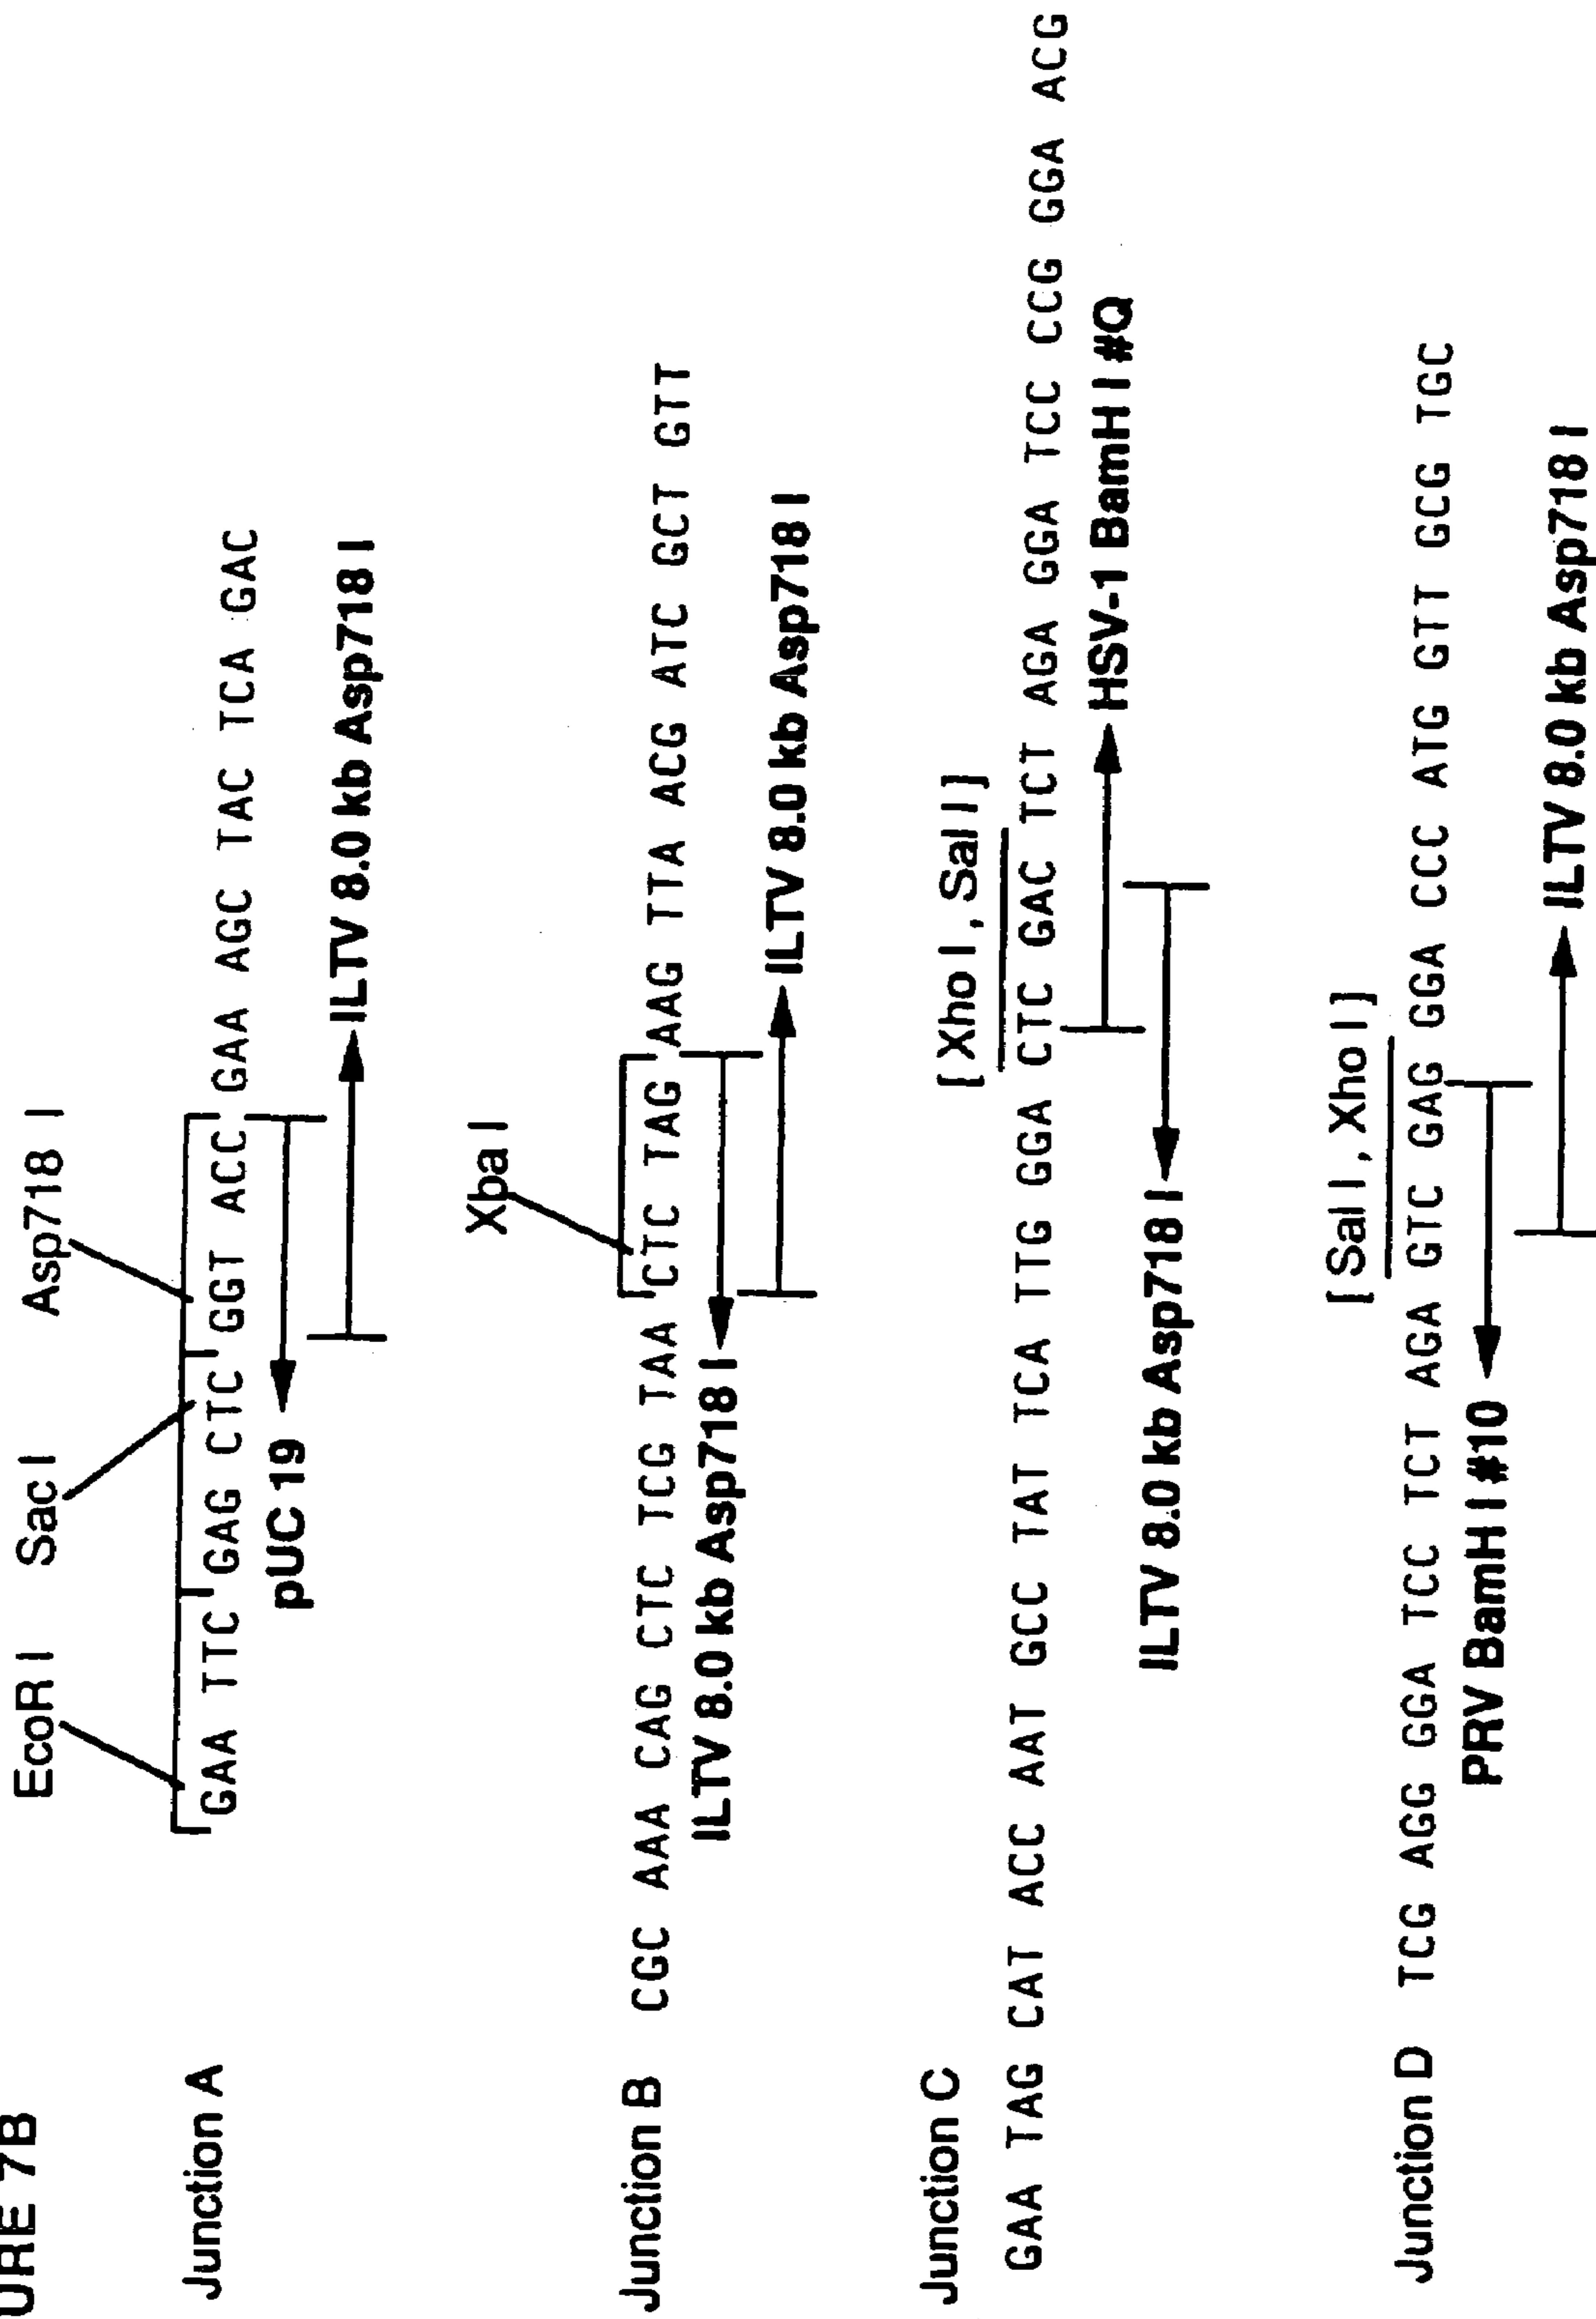 URE 7B
EcoR I Sac I Asp718 I
Junction A GAA TTC GAG CTC GGT ACC GAA AGC TAC TCA GAC
pUC 19
ILTV 8.0 kb Asp718 I
Xba I
Junction B CGC AAA CAG CTC TCG TAA CTC TAG AAG TTA ACG ATC GCT GTT
ILTV 8.0 kb Asp718 I
ILTV 8.0 kb Asp718 I
Junction C
[ Xho I , Sal I ]
GAA TAG CAT ACC AAT GCC TAT TCA TTG GGA CTC GAC TCT AGA GGA TCC CCG GGA ACG
HSV-1 BamH I #Q
ILTV 8.0 kb Asp718 I
[ Sal I , Xho I ]
Junction D TCG AGG GGA TCC TCT AGA GTC GAG GGA CCC ATG GTT GCG TGC
PRV BamH I #10
ILTV 8.0 kb Asp718 I